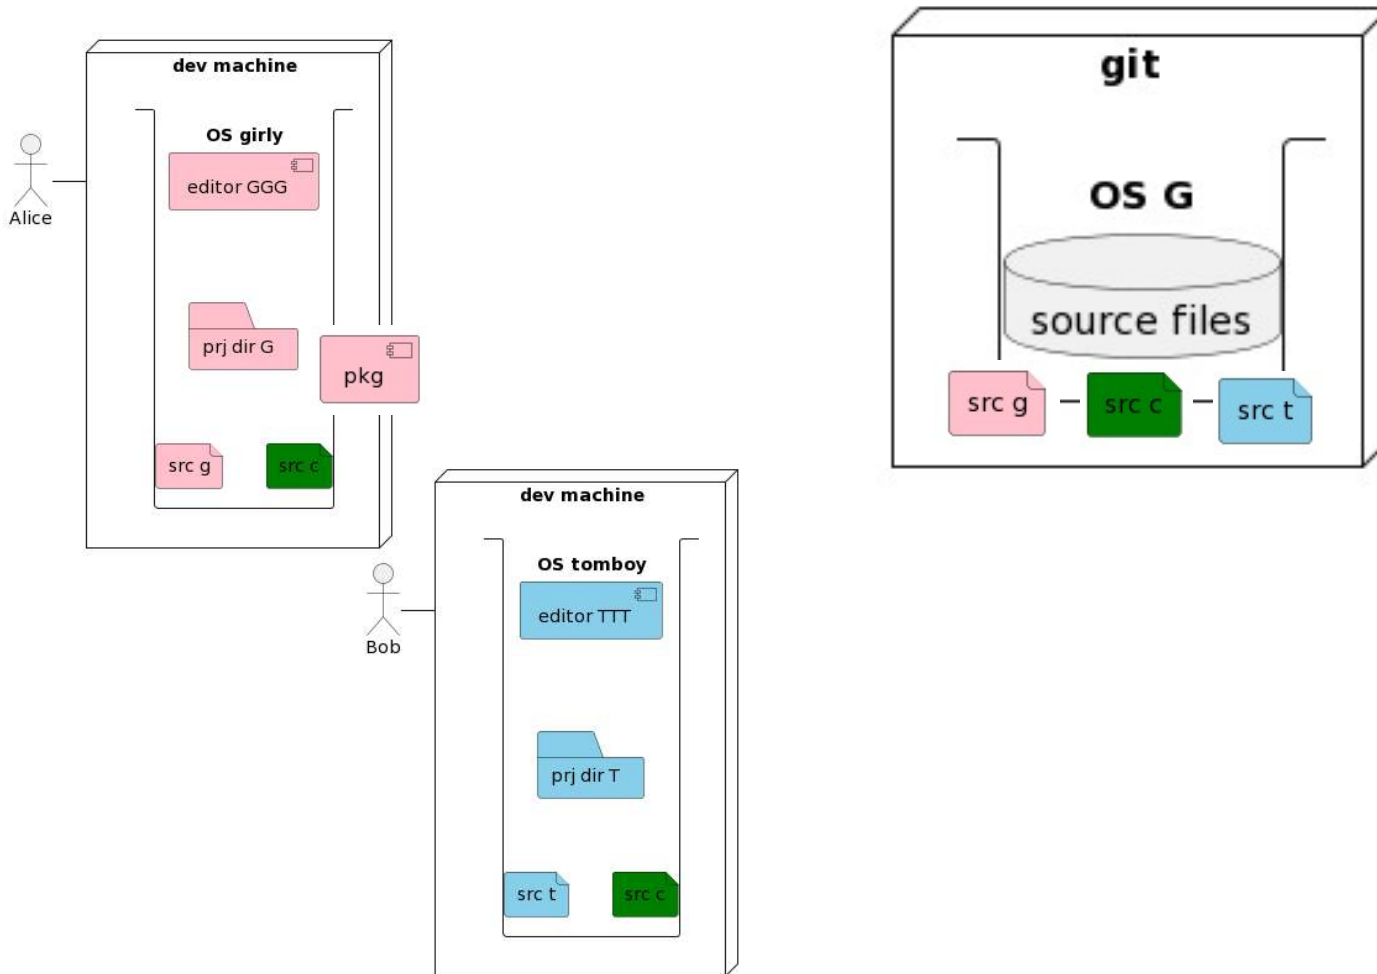 dev machine
OS girly
editor GGG
Alice
prj dir G
pkg
src g
src c
git
OS G
source files
src g
src c
src t
dev machine
OS tomboy
editor TTT
Bob
prj dir T
src t
src c